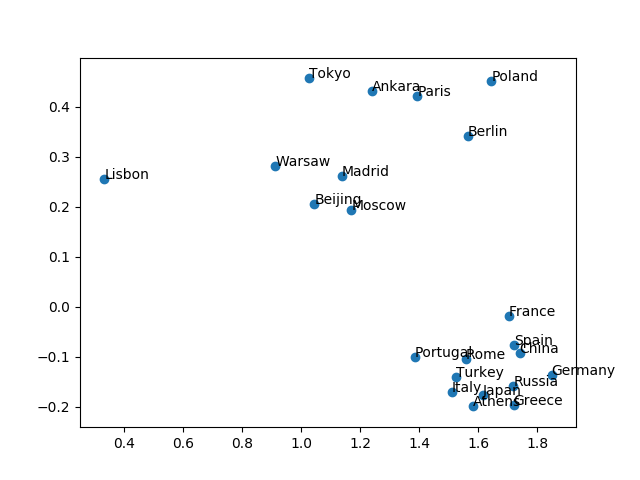 Tokyo
Poland
Ankara
Paris
Berlin
Warsaw
Madrid
Lisbon
Beijing
Moscow
France
Spain
China
Portugal
Rome
Germany
Turkey
Russia
Italy
Japan
Athens
Greece
0.4
0.3
0.2
0.1
0.0
−0.1
−0.2
0.4
0.6
0.8
1.0
1.2
1.4
1.6
1.8